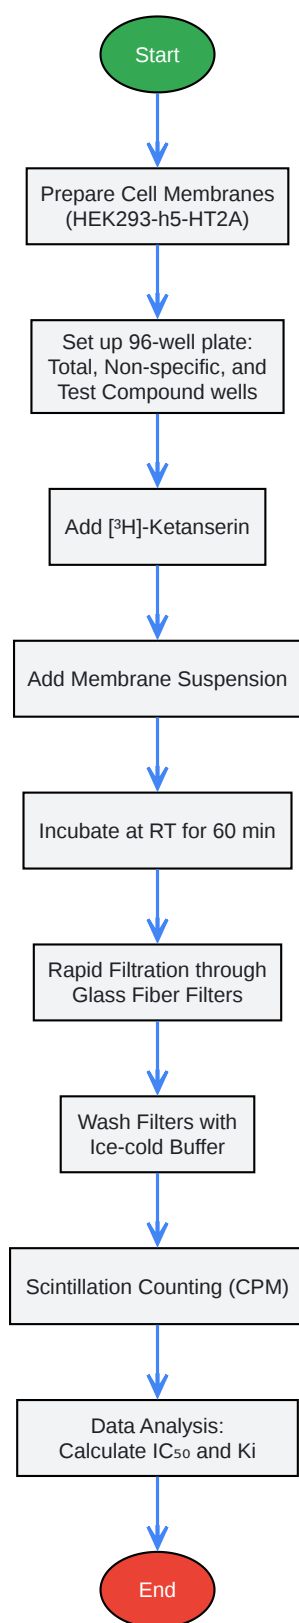 Start
Prepare Cell Membranes
(HEK293-h5-HT2A)
Set up 96-well plate:
Total, Non-specific, and
Test Compound wells
Add [³H]-Ketanserin
Add Membrane Suspension
Incubate at RT for 60 min
Rapid Filtration through
Glass Fiber Filters
Wash Filters with
Ice-cold Buffer
Scintillation Counting (CPM)
Data Analysis:
Calculate IC₅₀ and Ki
End